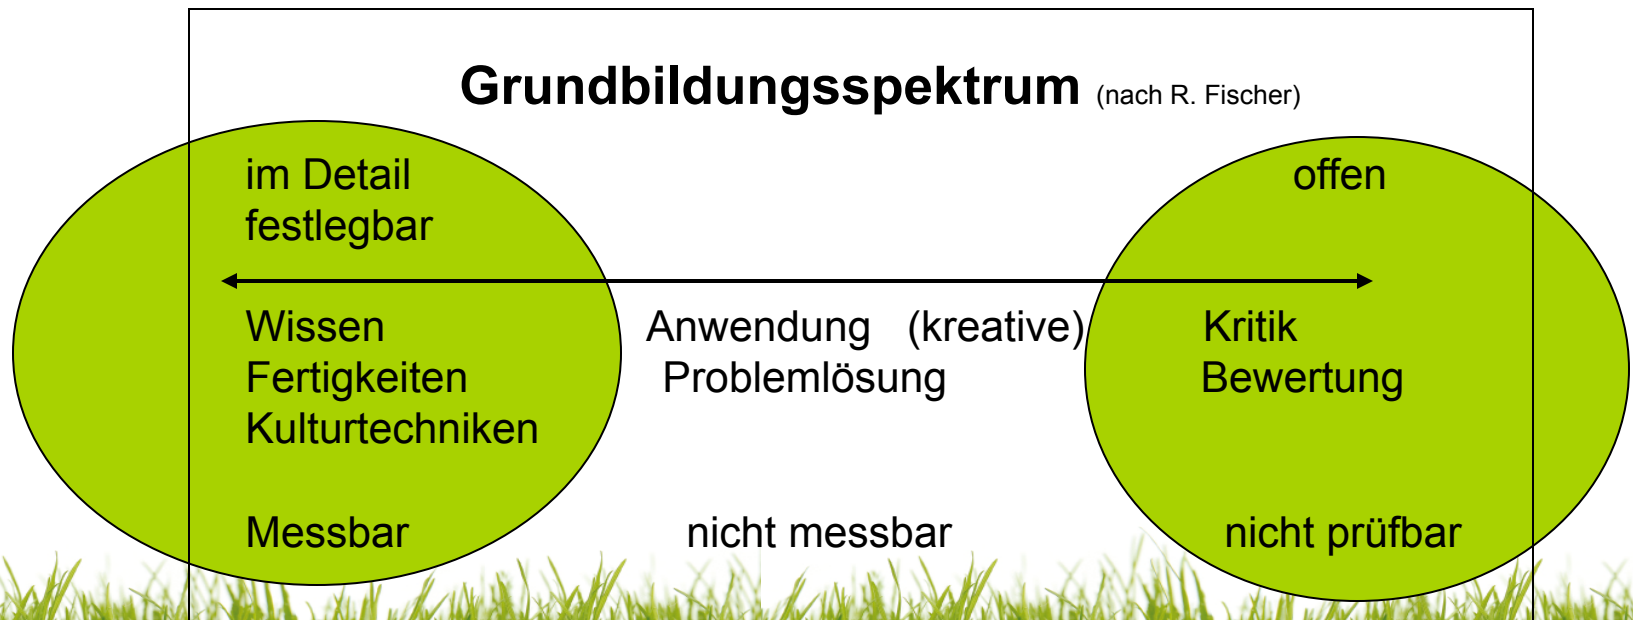 Grundbildungsspektrum (nach R. Fischer)
im Detail offen
festlegbar
Wissen Anwendung (kreative) Kritik
Fertigkeiten Problemlösung Bewertung
Kulturtechniken
Messbar nicht messbar nicht prüfbar